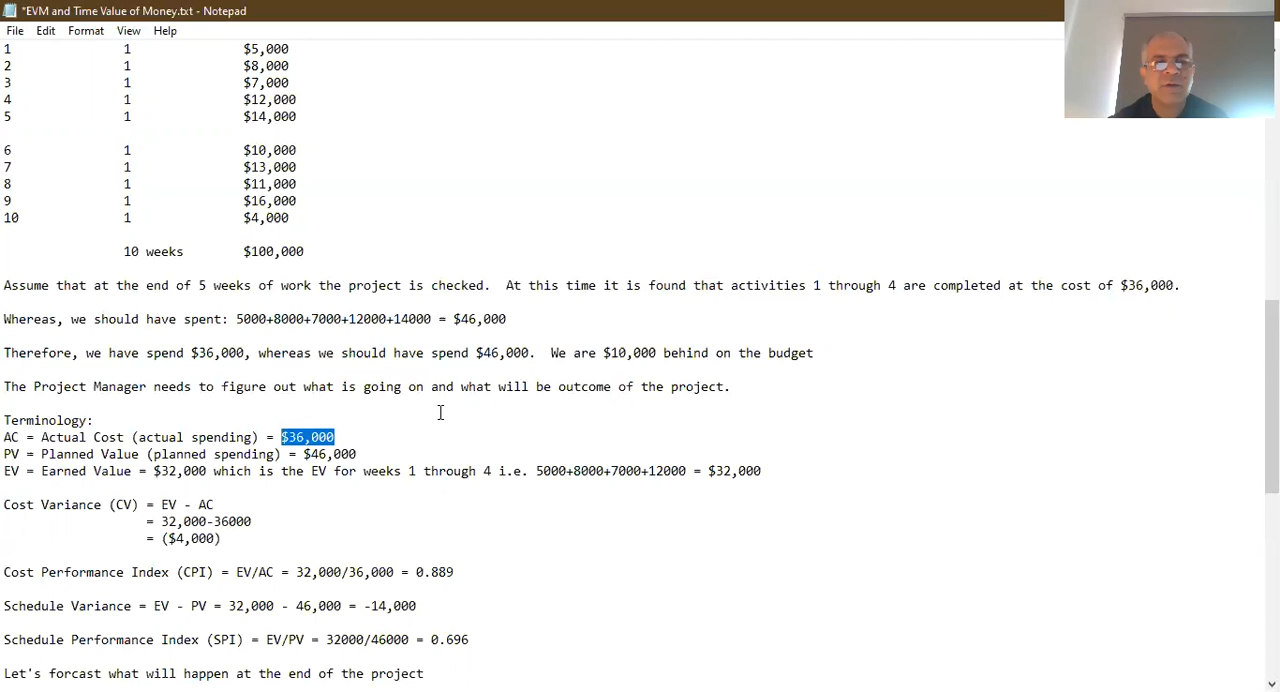 *EVM and Time Value of Money.txt - Notepad
File Edit Format View Help
1 1 $5,000
2 1 $8,000
3 1 $7,000
4 1 $12,000
5 1 $14,000
6 1 $10,000
7 1 $13,000
8 1 $11,000
9 1 $16,000
10 1 $4,000
10 weeks $100,000
Assume that at the end of 5 weeks of work the project is checked. At this time it is found that activities 1 through 4 are completed at the cost of $36,000.
Whereas, we should have spent: 5000+8000+7000+12000+14000 = $46,000
Therefore, we have spend $36,000, whereas we should have spend $46,000. We are $10,000 behind on the budget
The Project Manager needs to figure out what is going on and what will be outcome of the project.
Terminology:
AC = Actual Cost (actual spending) = $36,000
PV = Planned Value (planned spending) = $46,000
EV = Earned Value = $32,000 which is the EV for weeks 1 through 4 i.e. 5000+8000+7000+12000 = $32,000
Cost Variance (CV) = EV - AC
= 32,000-36000
= ($4,000)
Cost Performance Index (CPI) = EV/AC = 32,000/36,000 = 0.889
Schedule Variance = EV - PV = 32,000 - 46,000 = -14,000
Schedule Performance Index (SPI) = EV/PV = 32000/46000 = 0.696
Let's forcast what will happen at the end of the project